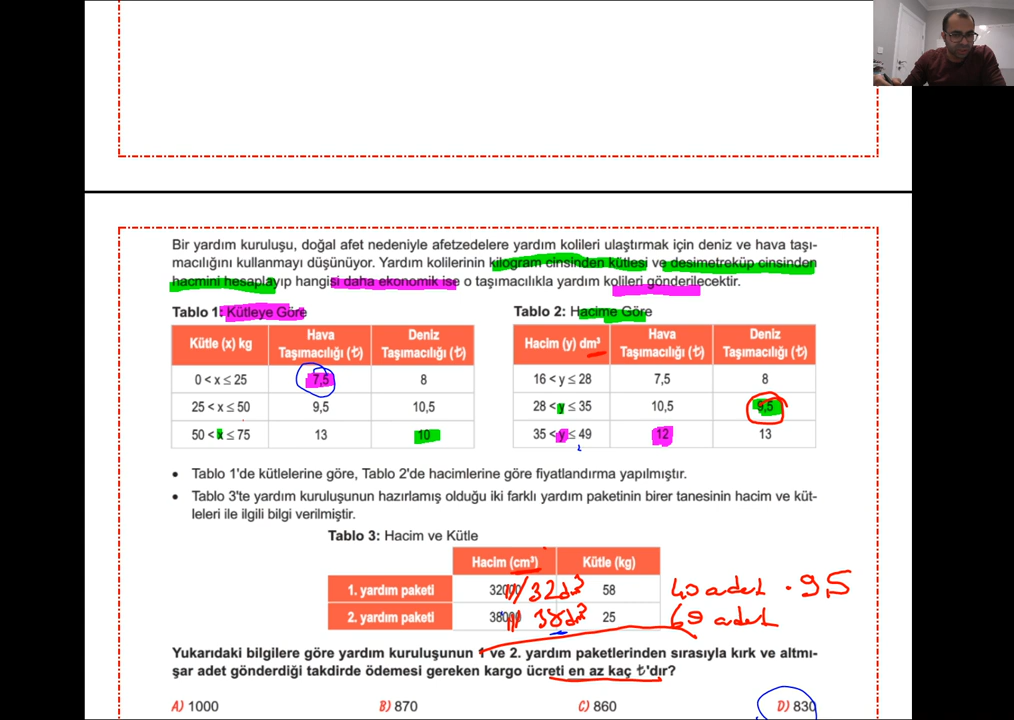 Bir yardım kuruluşu, doğal afet nedeniyle afetzedelere yardım kolileri ulaştırmak için deniz ve hava taşı-
macılığını kullanmayı düşünüyor. Yardım kolilerinin kilogram cinsinden kütlesi ve desimetreküp cinsinden
hacmini hesaplayıp hangisi daha ekonomik ise o taşımacılıkla yardım kolileri gönderilecektir.
Tablo 1: Kütleye Göre
Kütle (x) kg | Hava Taşımacılığı (₺) | Deniz Taşımacılığı (₺)
0 < x ≤ 25 | 7,5 | 8
25 < x ≤ 50 | 9,5 | 10,5
50 < x ≤ 75 | 13 | 10
Tablo 2: Hacime Göre
Hacim (y) dm³ | Hava Taşımacılığı (₺) | Deniz Taşımacılığı (₺)
16 < y ≤ 28 | 7,5 | 8
28 < y ≤ 35 | 10,5 | 9,5
35 < y ≤ 49 | 12 | 13
• Tablo 1'de kütlelerine göre, Tablo 2'de hacimlerine göre fiyatlandırma yapılmıştır.
• Tablo 3'te yardım kuruluşunun hazırlamış olduğu iki farklı yardım paketinin birer tanesinin hacim ve küt-
leleri ile ilgili bilgi verilmiştir.
Tablo 3: Hacim ve Kütle
Hacim (cm³) | Kütle (kg)
1. yardım paketi | 32000 32dm³ | 58 40 adet · 9,5
2. yardım paketi | 38000 38dm³ | 25 60 adet
Yukarıdaki bilgilere göre yardım kuruluşunun 1 ve 2. yardım paketlerinden sırasıyla kırk ve altmı-
şar adet gönderdiği takdirde ödemesi gereken kargo ücreti en az kaç ₺'dır?
A) 1000 B) 870 C) 860 D) 830